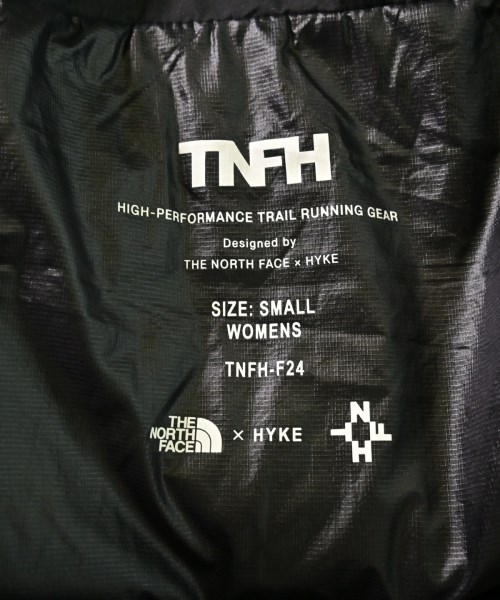 TNFH
HIGH-PERFORMANCE TRAIL RUNNING GEAR
Designed by
THE NORTH FACE × HYKE
SIZE: SMALL
WOMENS
TNFH-F24
THE
NORTH
FACE
× HYKE
T N F H